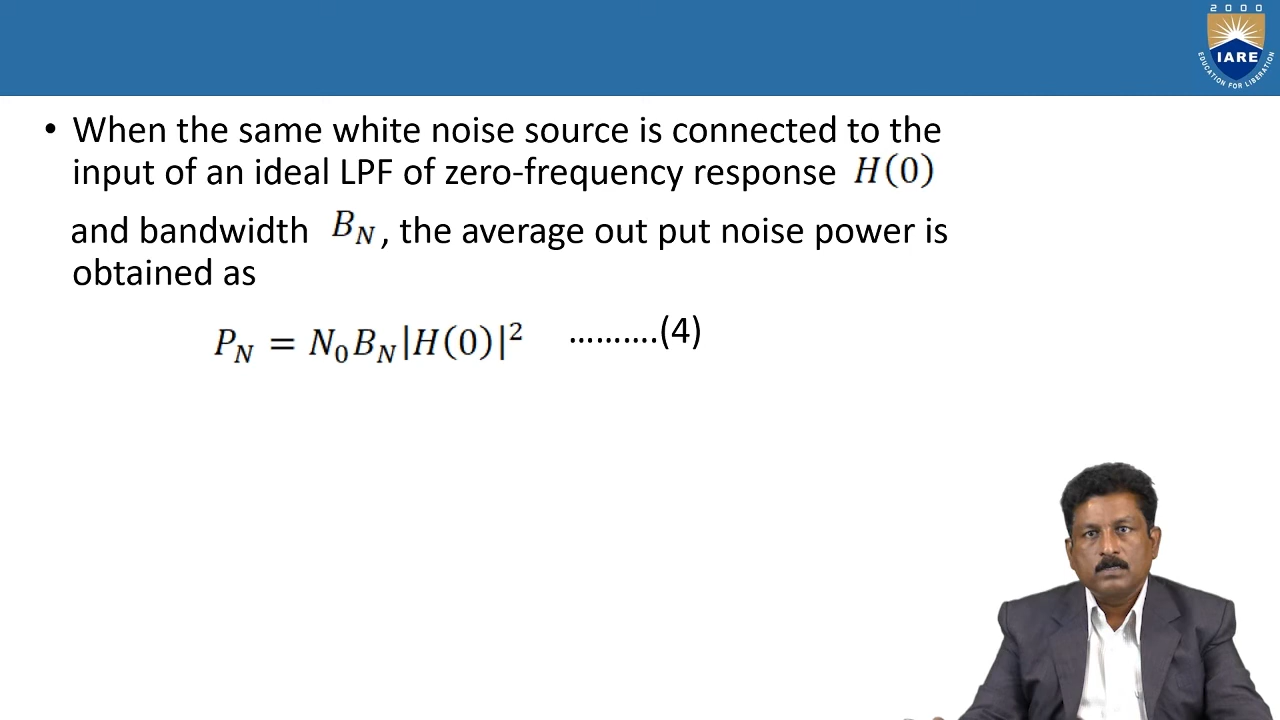 2000
IARE
EDUCATION FOR LIBERATION
• When the same white noise source is connected to the
input of an ideal LPF of zero-frequency response H(0)
and bandwidth B_N, the average out put noise power is
obtained as
P_N = N_0B_N|H(0)|² ..........(4)